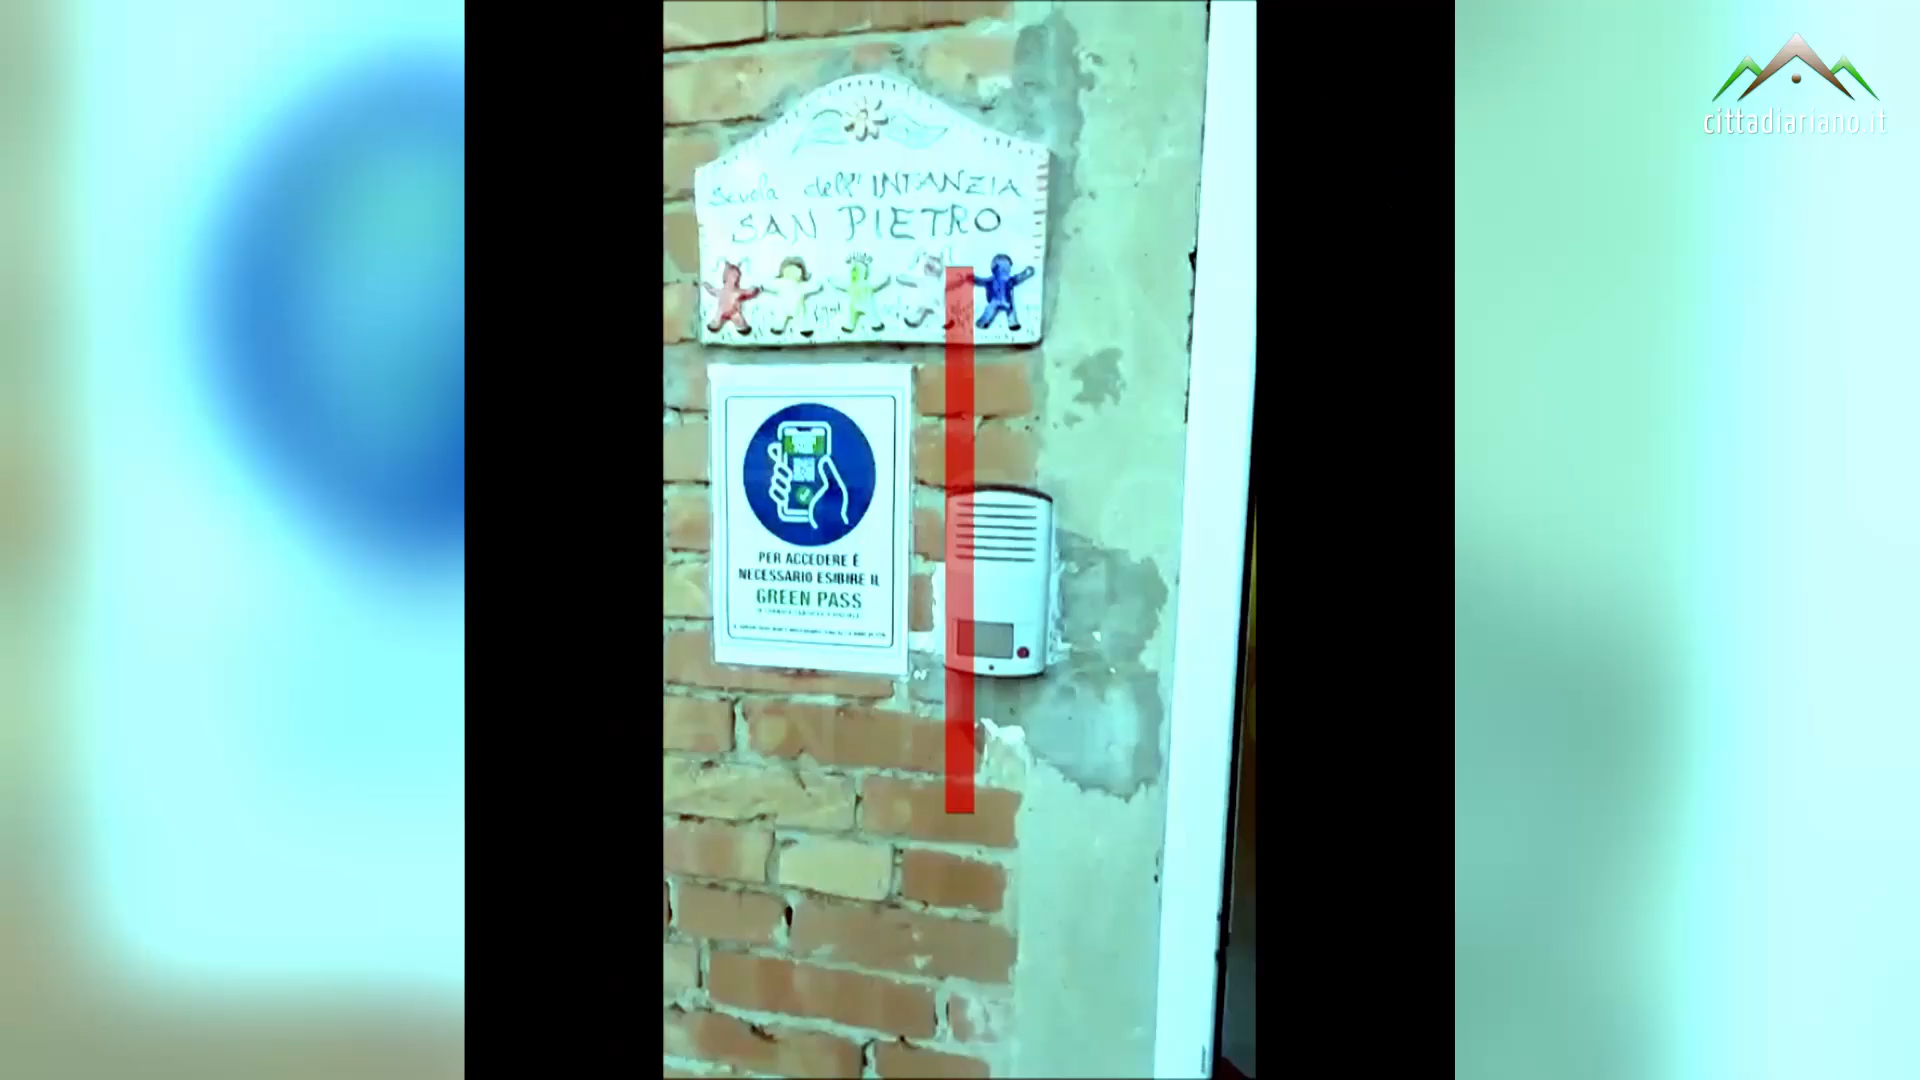 cittadiariano.it
Scuola dell'INFANZIA
SAN PIETRO
PER ACCEDERE È
NECESSARIO ESIBIRE IL
GREEN PASS